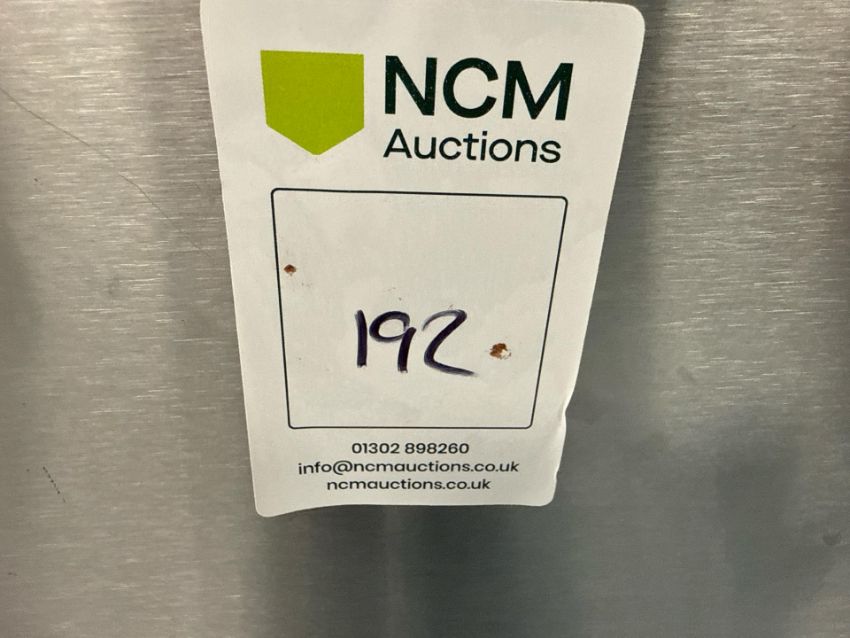 NCM
Auctions
192
01302 898260
info@ncmauctions.co.uk
ncmauctions.co.uk